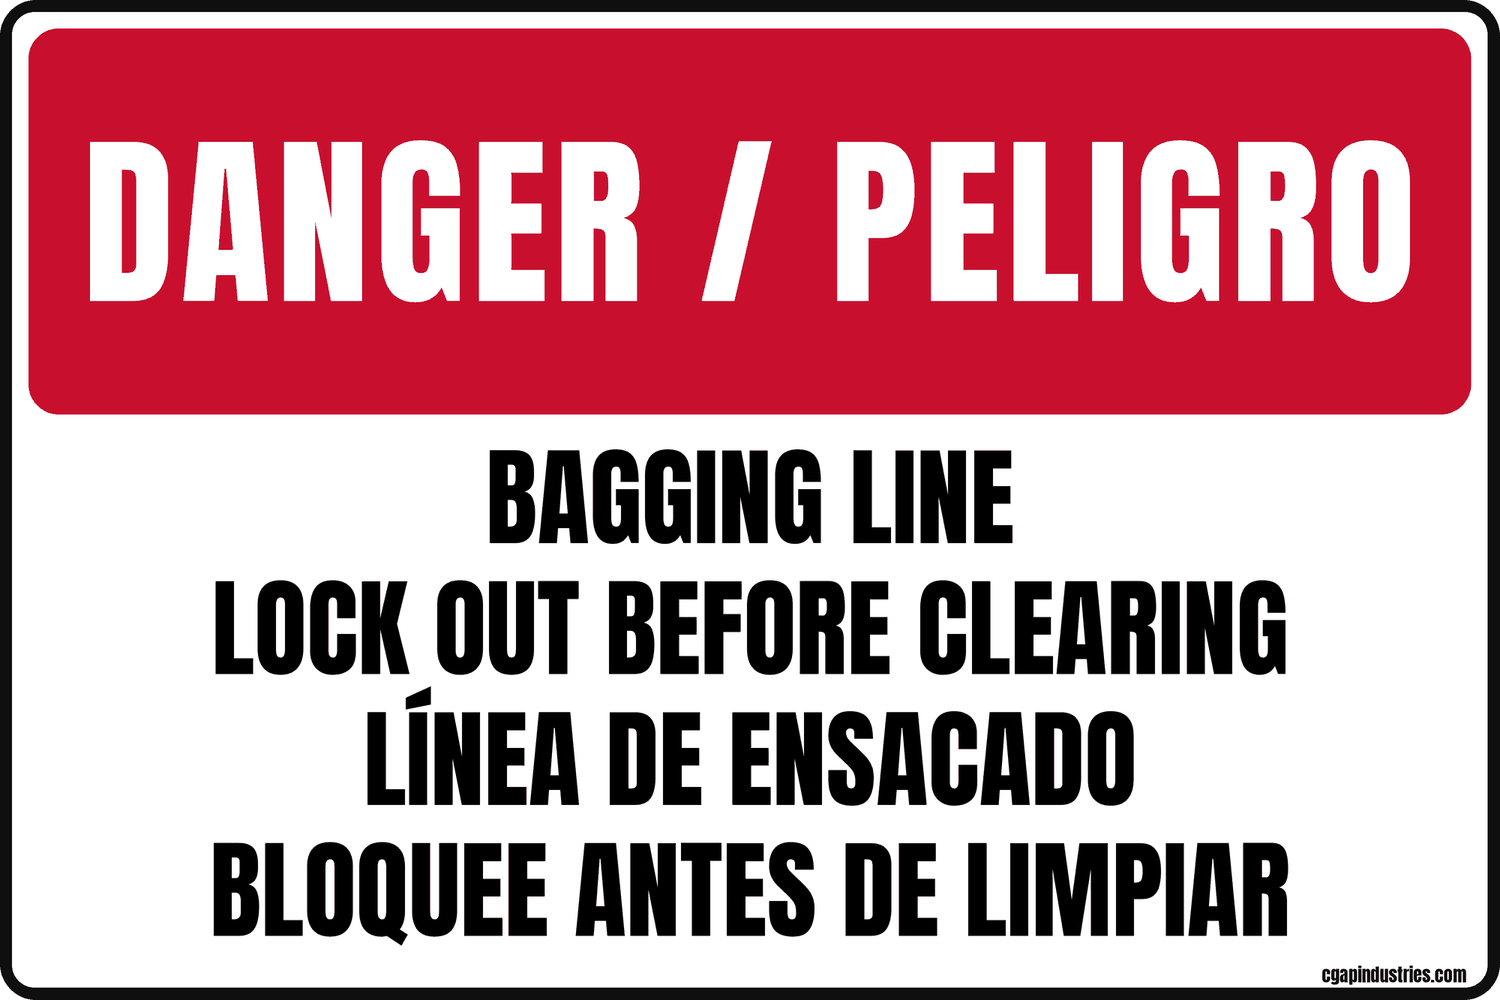 DANGER / PELIGRO
BAGGING LINE
LOCK OUT BEFORE CLEARING
LÍNEA DE ENSACADO
BLOQUEE ANTES DE LIMPIAR
cgapindustries.com